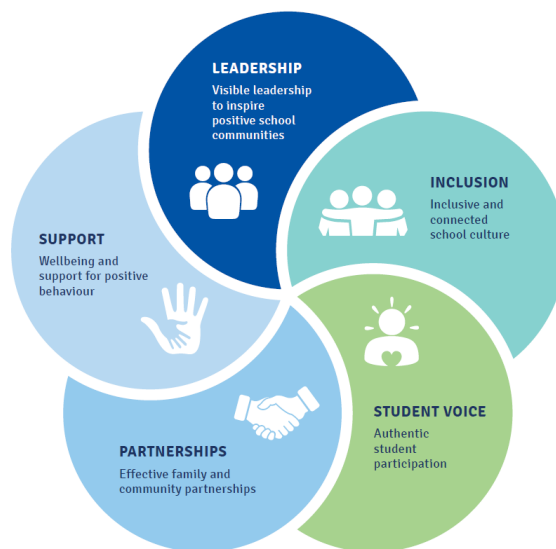 LEADERSHIP
Visible leadership
to inspire
positive school
communities
INCLUSION
Inclusive and
connected
school culture
STUDENT VOICE
Authentic
student
participation
PARTNERSHIPS
Effective family and
community partnerships
SUPPORT
Wellbeing and
support for positive
behaviour